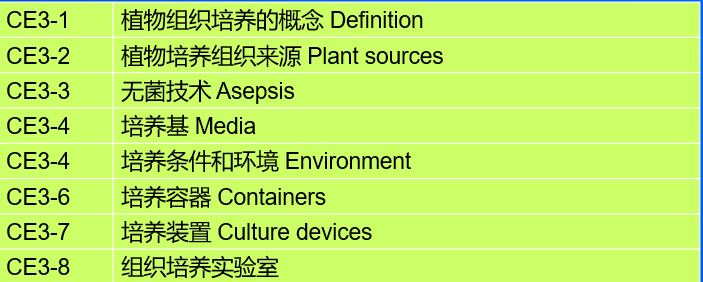 CE3-1 植物组织培养的概念 Definition
CE3-2 植物培养组织来源 Plant sources
CE3-3 无菌技术 Asepsis
CE3-4 培养基 Media
CE3-4 培养条件和环境 Environment
CE3-6 培养容器 Containers
CE3-7 培养装置 Culture devices
CE3-8 组织培养实验室